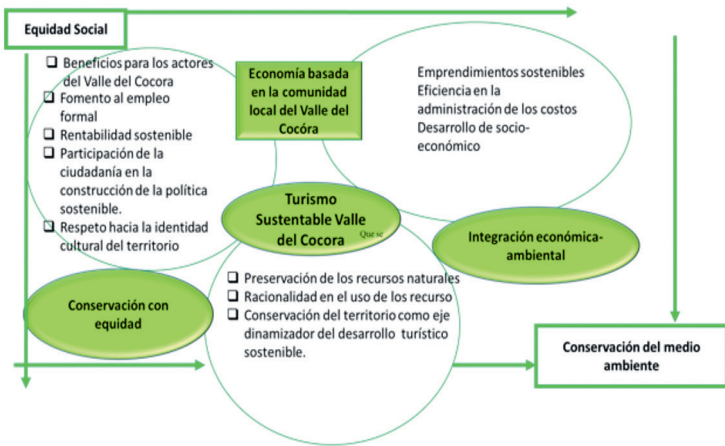 Equidad Social
❑ Beneficios para los actores
del Valle del Cocora
❑ Fomento al empleo
formal
❑ Rentabilidad sostenible
❑ Participación de la
ciudadanía en la
construcción de la política
sostenible.
❑ Respeto hacia la identidad
cultural del territorio
Economía basada
en la comunidad
local del Valle del
Cocóra
Emprendimientos sostenibles
Eficiencia en la
administración de los costos
Desarrollo de socio-
económico
Turismo
Sustentable Valle
del Cocora
Que se
Integración económica-
ambiental
❑ Preservación de los recursos naturales
❑ Racionalidad en el uso de los recurso
❑ Conservación del territorio como eje
dinamizador del desarrollo turístico
sostenible.
Conservación con
equidad
Conservación del medio
ambiente